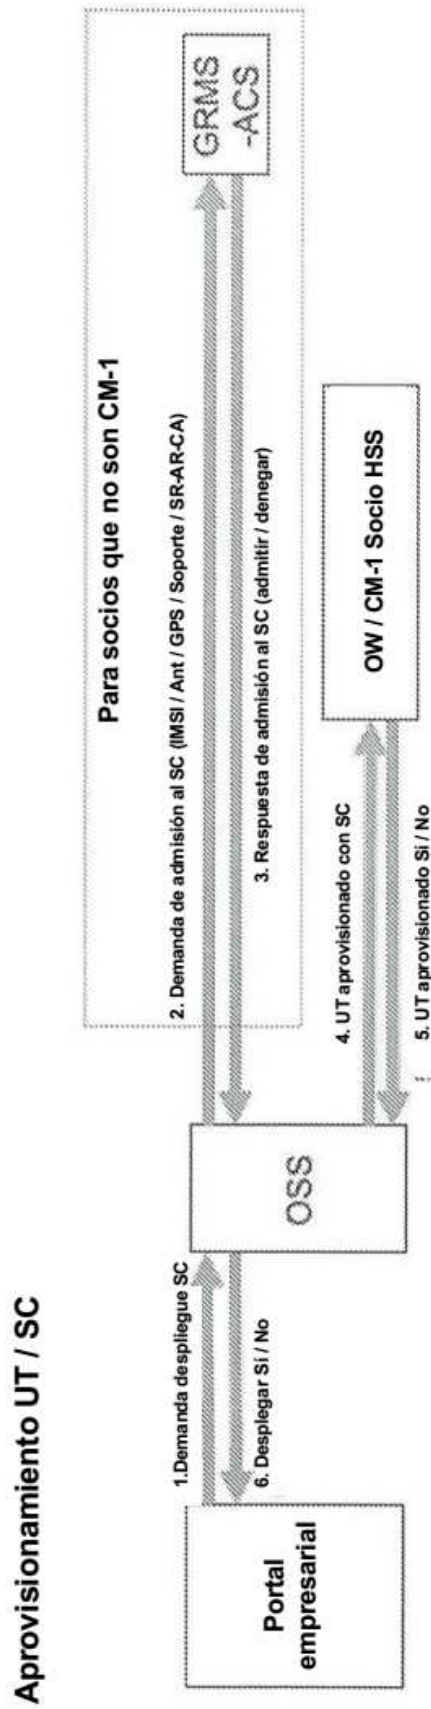 Aprovisionamiento UT / SC
Para socios que no son CM-1
GRMS
-ACS
2. Demanda de admisión al SC (IMSI / Ant / GPS / Soporte / SR-AR-CA)
3. Respuesta de admisión al SC (admitir / denegar)
Portal
empresarial
1.Demanda despliegue SC
6. Desplegar Si / No
OSS
4. UT aprovisionado con SC
5. UT aprovisionado Si / No
OW / CM-1 Socio HSS